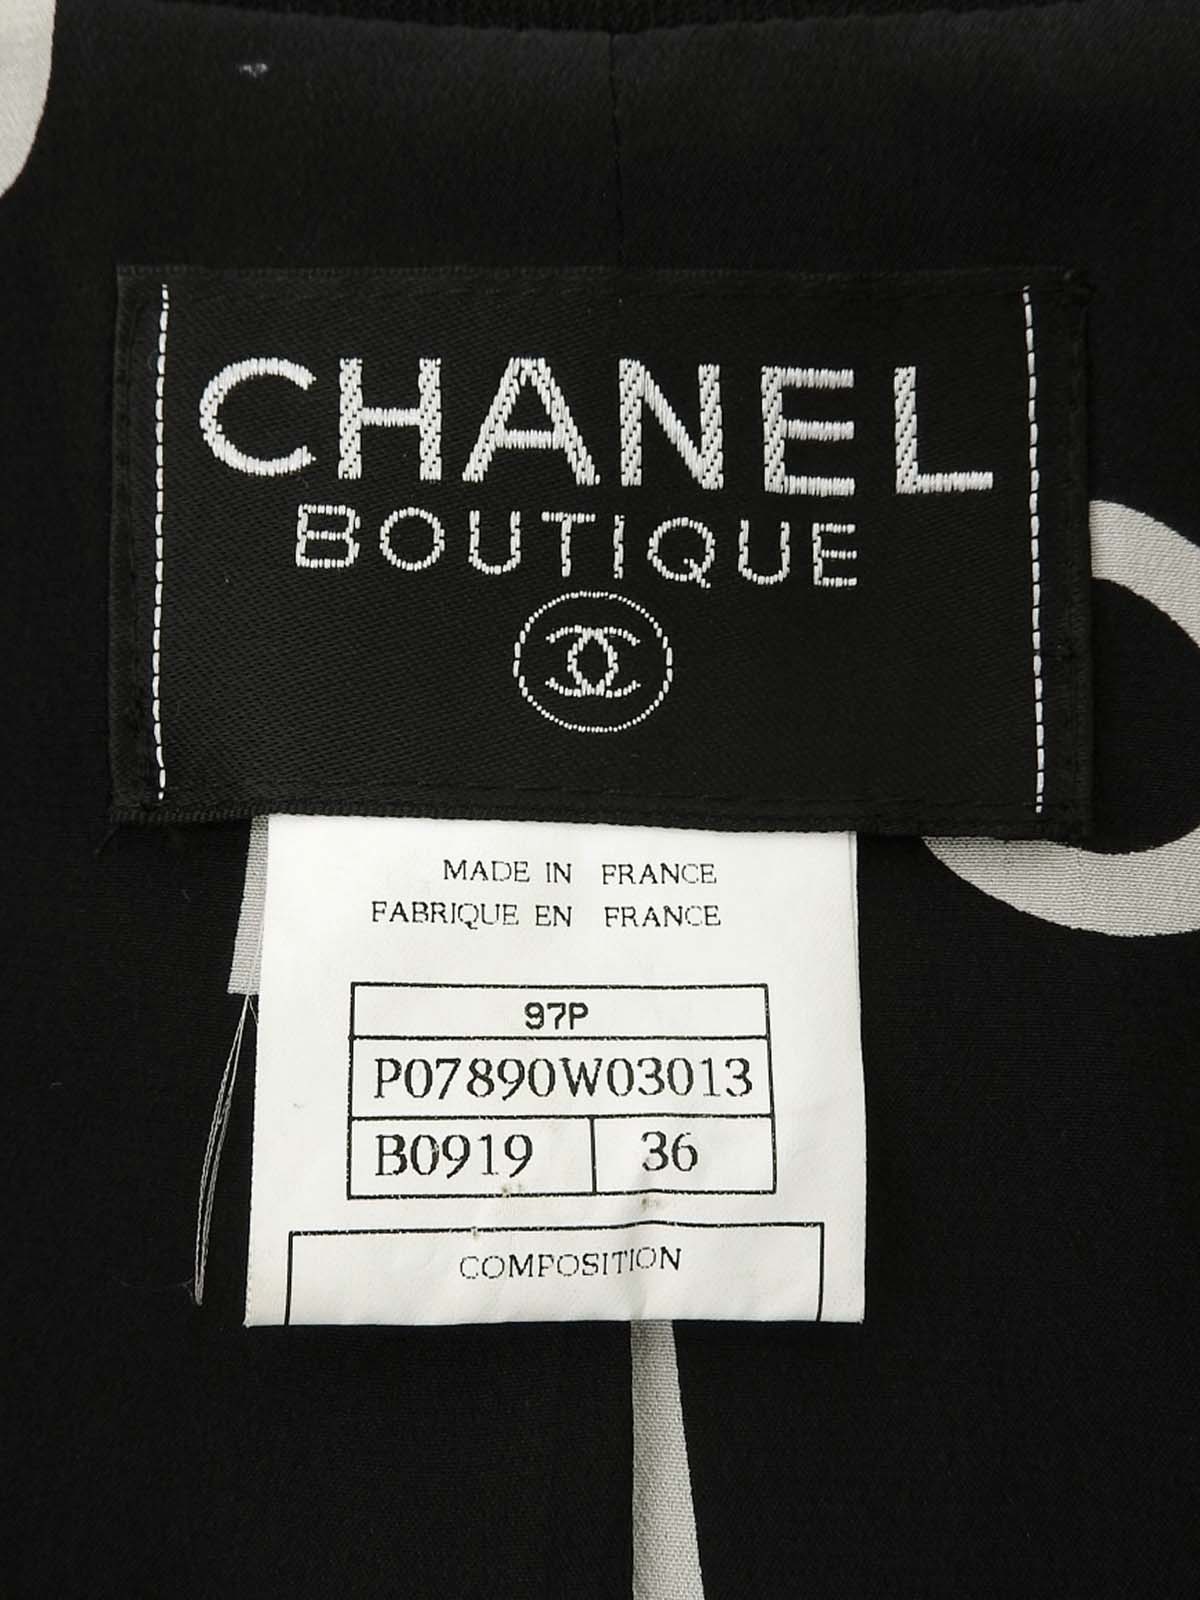 CHANEL
BOUTIQUE
MADE IN FRANCE
FABRIQUE EN FRANCE
97P
P07890W03013
B0919 36
COMPOSITION